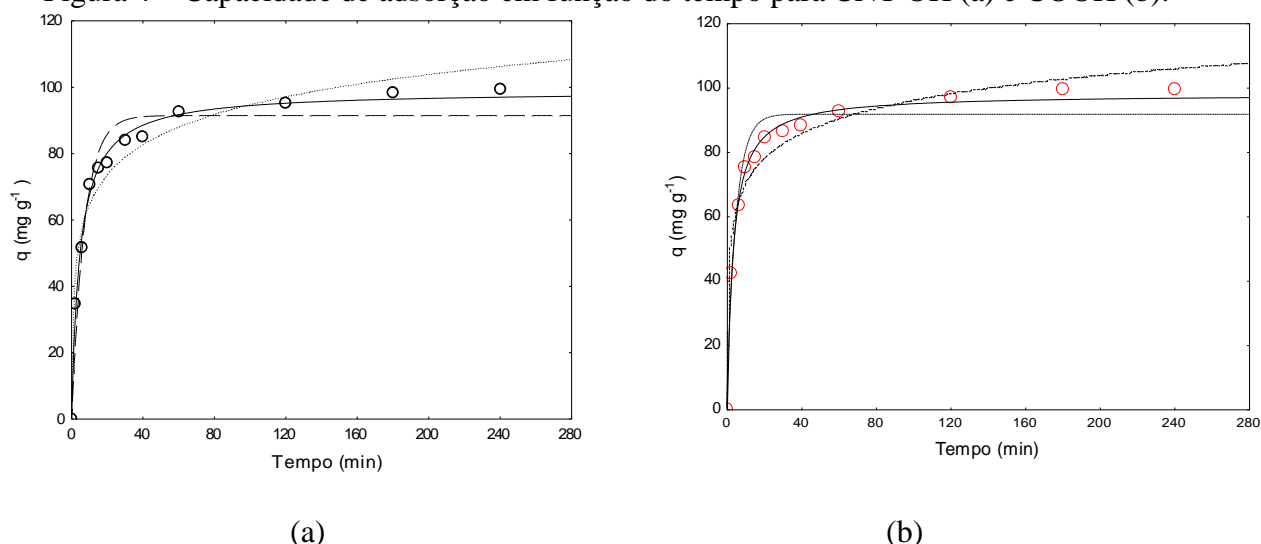 Figura 4 – Capacidade de adsorção em função do tempo para CNT-OH (a) e COOH (b).
120
100
80
60
40
20
0
q (mg g-1)
0 40 80 120 160 200 240 280
Tempo (min)
(a)
120
100
80
60
40
20
0
q (mg g-1)
0 40 80 120 160 200 240 280
Tempo (min)
(b)